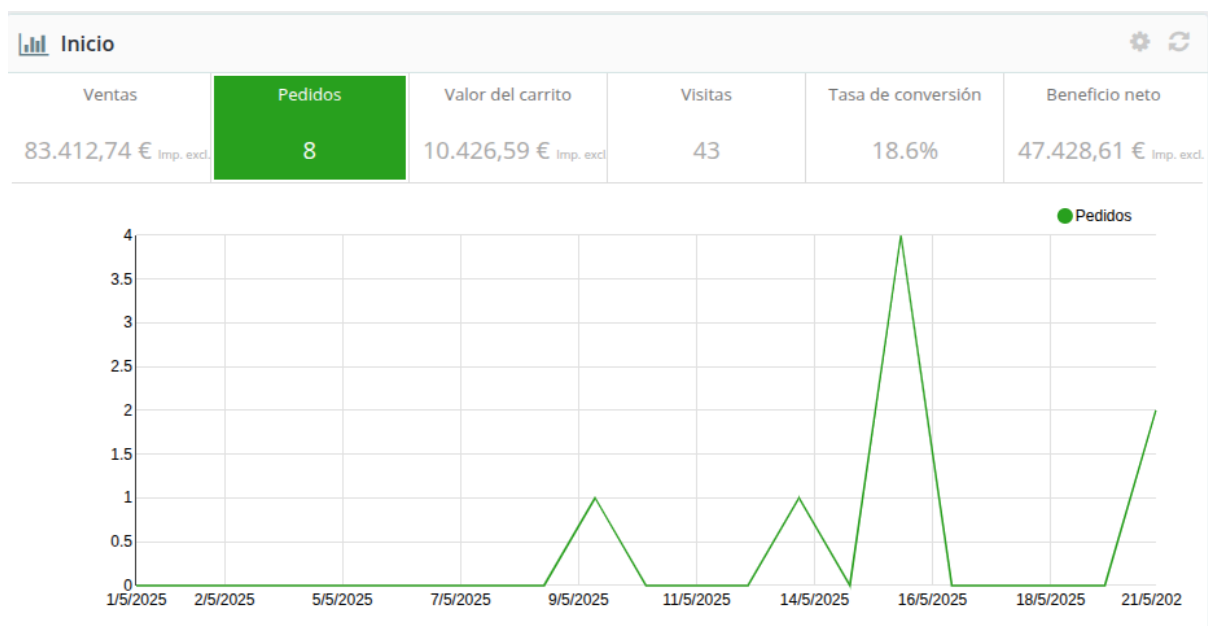 Inicio
Ventas Pedidos Valor del carrito Visitas Tasa de conversión Beneficio neto
83.412,74 € Imp. excl. 8 10.426,59 € Imp. excl 43 18.6% 47.428,61 € Imp. excl.
Pedidos
4
3.5
3
2.5
2
1.5
1
0.5
0
1/5/2025 2/5/2025 5/5/2025 7/5/2025 9/5/2025 11/5/2025 14/5/2025 16/5/2025 18/5/2025 21/5/202